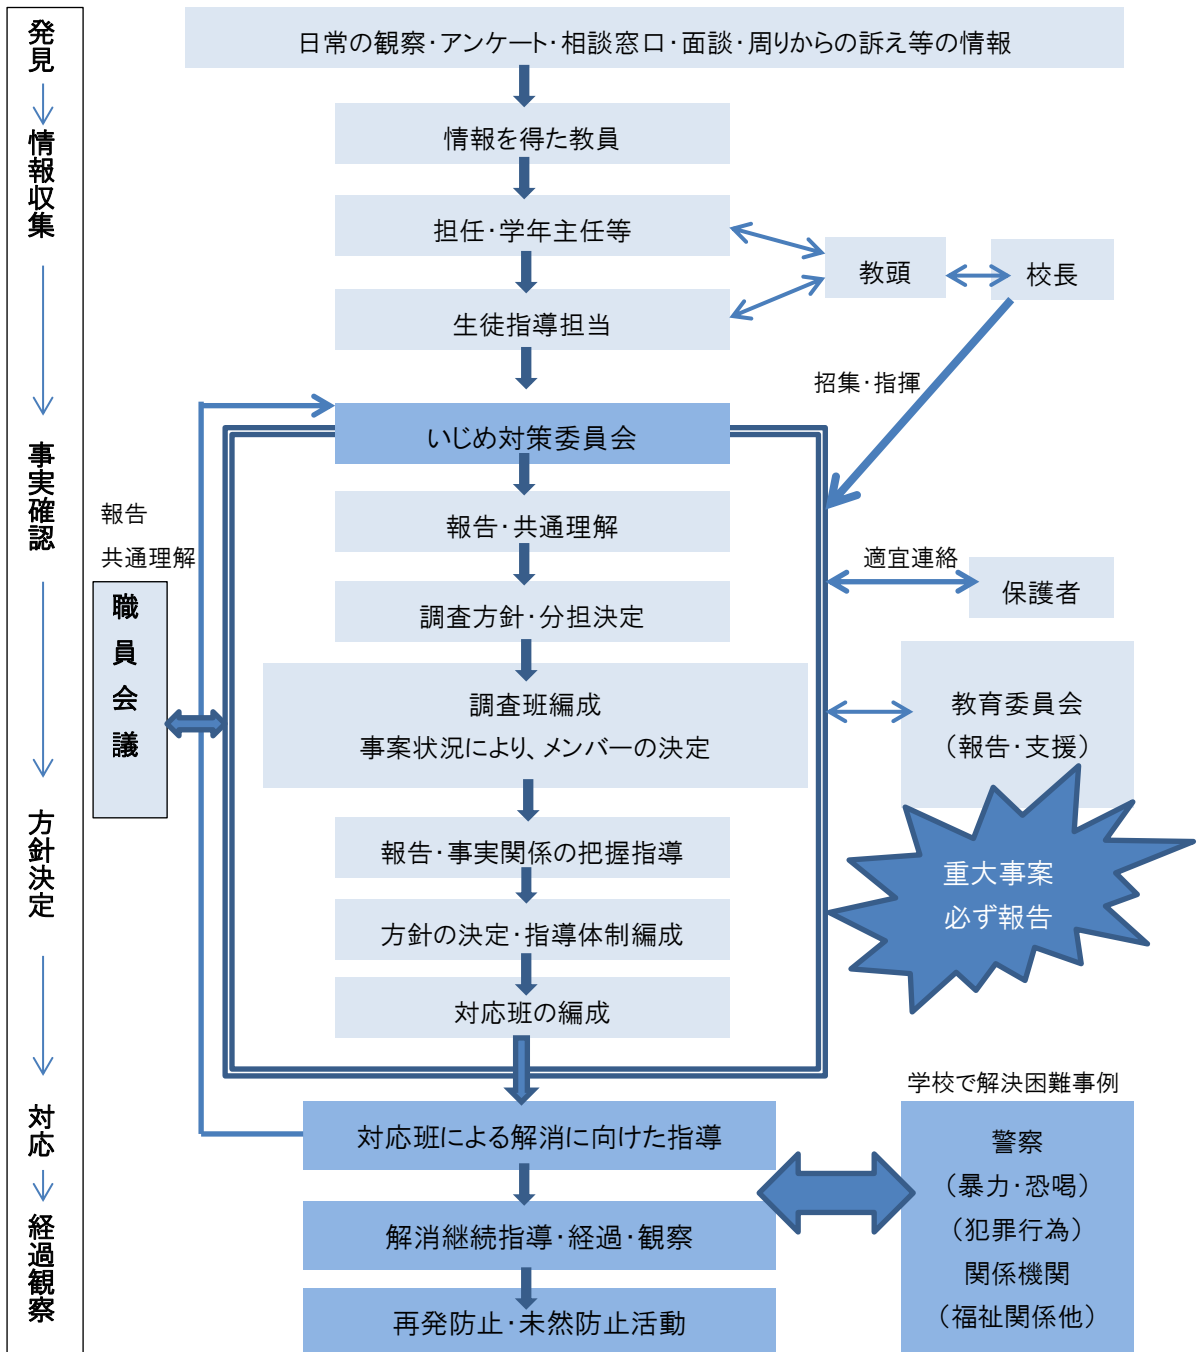 発見
情報収集
事実確認
方針決定
対応
経過観察
日常の観察・アンケート・相談窓口・面談・周りからの訴え等の情報
情報を得た教員
担任・学年主任等
生徒指導担当
教頭
校長
招集・指揮
いじめ対策委員会
報告
共通理解
職員会議
報告・共通理解
調査方針・分担決定
調査班編成
事案状況により、メンバーの決定
報告・事実関係の把握指導
方針の決定・指導体制編成
対応班の編成
適宜連絡
保護者
教育委員会
(報告・支援)
重大事案
必ず報告
対応班による解消に向けた指導
解消継続指導・経過・観察
再発防止・未然防止活動
学校で解決困難事例
警察
(暴力・恐喝)
(犯罪行為)
関係機関
(福祉関係他)